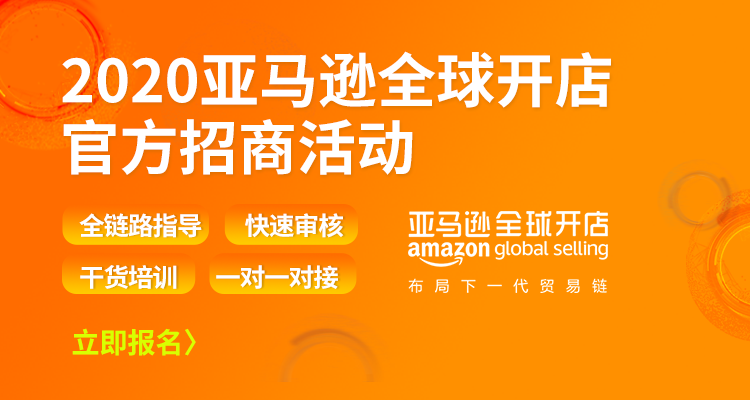 2020亚马逊全球开店
官方招商活动
全链路指导
快速审核
干货培训
一对一对接
亚马逊全球开店
amazon global selling
布局下一代贸易链
立即报名〉